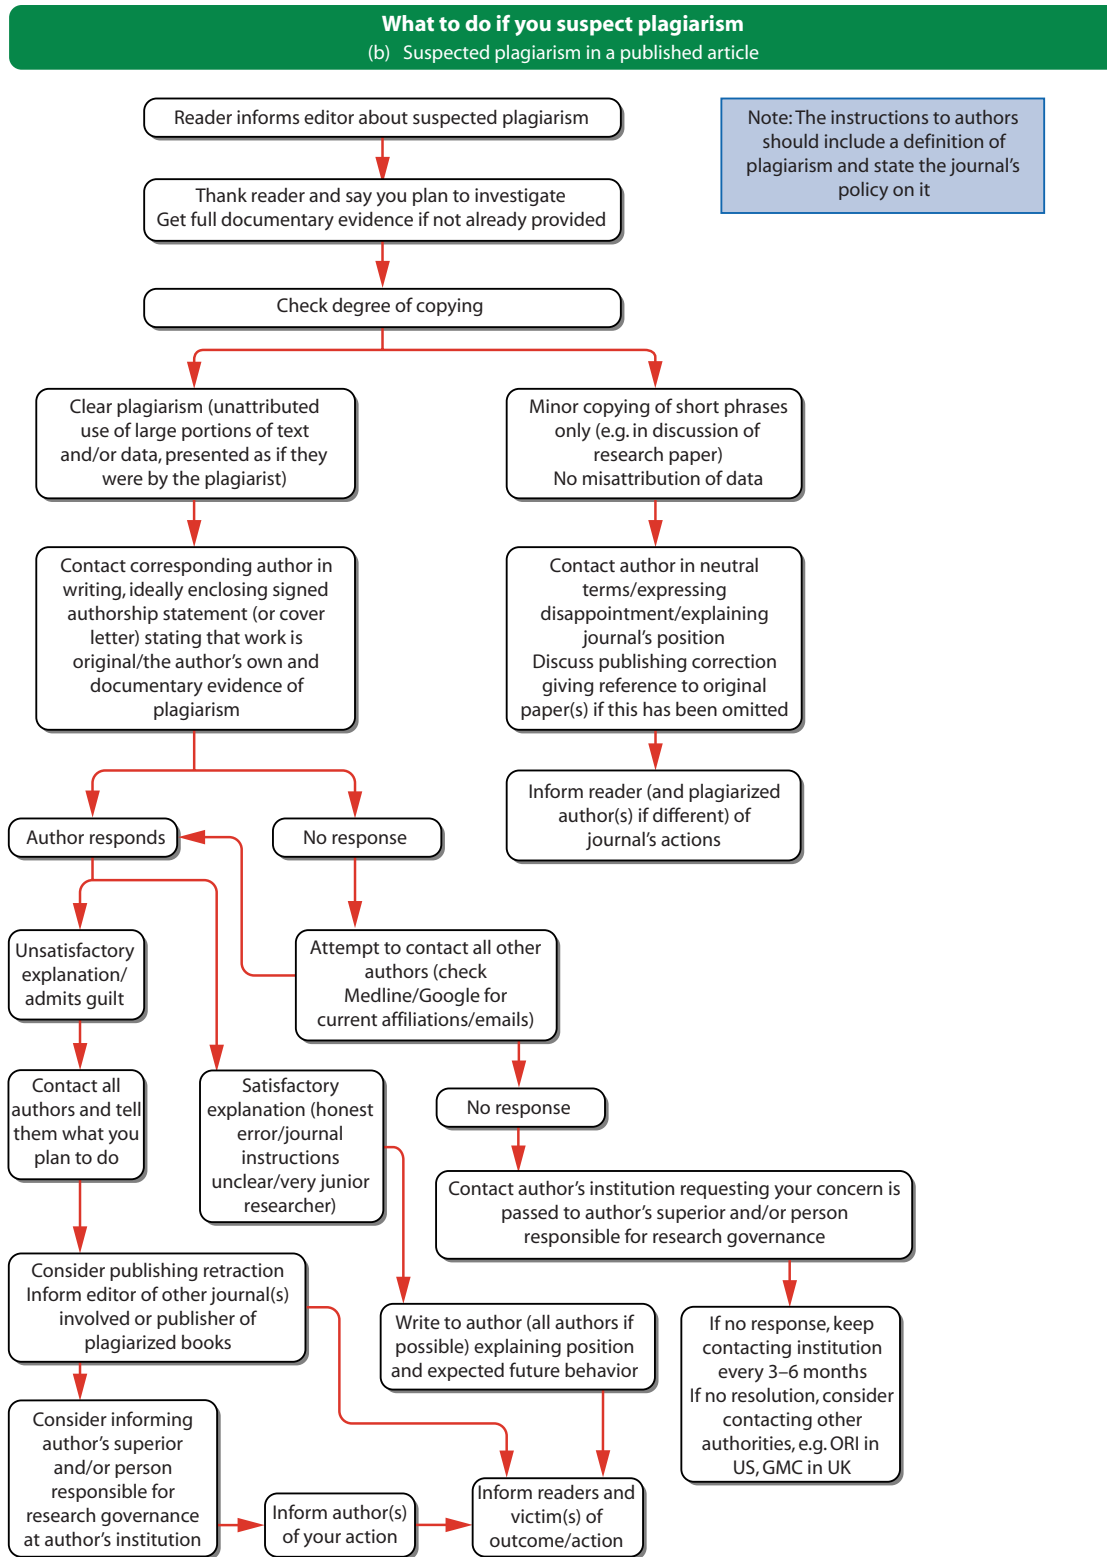 What to do if you suspect plagiarism
(b) Suspected plagiarism in a published article
Reader informs editor about suspected plagiarism
Note: The instructions to authors
should include a definition of
plagiarism and state the journal's
policy on it
Thank reader and say you plan to investigate
Get full documentary evidence if not already provided
Check degree of copying
Clear plagiarism (unattributed
use of large portions of text
and/or data, presented as if they
were by the plagiarist)
Minor copying of short phrases
only (e.g. in discussion of
research paper)
No misattribution of data
Contact corresponding author in
writing, ideally enclosing signed
authorship statement (or cover
letter) stating that work is
original/the author's own and
documentary evidence of
plagiarism
Contact author in neutral
terms/expressing
disappointment/explaining
journal's position
Discuss publishing correction
giving reference to original
paper(s) if this has been omitted
Inform reader (and plagiarized
author(s) if different) of
journal's actions
Author responds
No response
Unsatisfactory
explanation/
admits guilt
Attempt to contact all other
authors (check
Medline/Google for
current affiliations/emails)
Contact all
authors and tell
them what you
plan to do
Satisfactory
explanation (honest
error/journal
instructions
unclear/very junior
researcher)
No response
Contact author's institution requesting your concern is
passed to author's superior and/or person
responsible for research governance
Consider publishing retraction
Inform editor of other journal(s)
involved or publisher of
plagiarized books
Write to author (all authors if
possible) explaining position
and expected future behavior
If no response, keep
contacting institution
every 3–6 months
If no resolution, consider
contacting other
authorities, e.g. ORI in
US, GMC in UK
Consider informing
author's superior
and/or person
responsible for
research governance
at author's institution
Inform author(s)
of your action
Inform readers and
victim(s) of
outcome/action